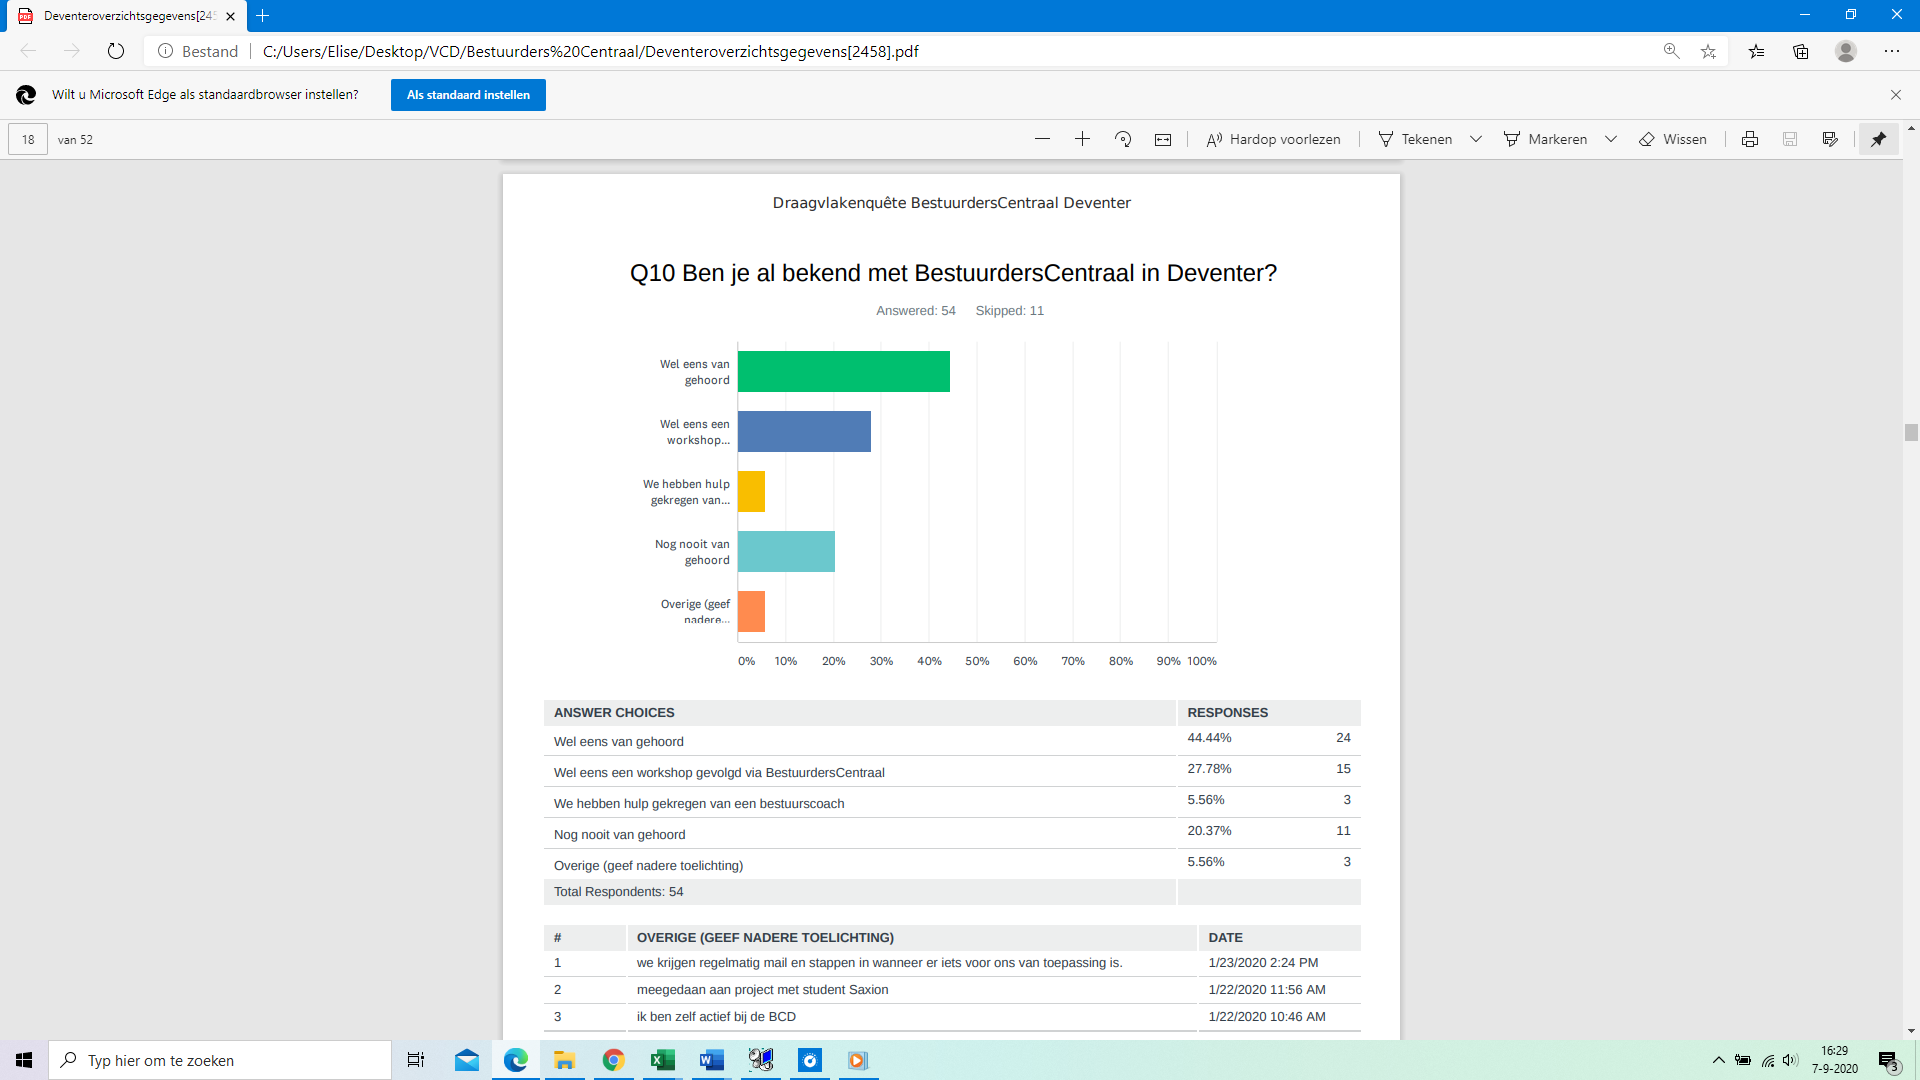 Deventeroverzichtsgegevens[245
Bestand
C:/Users/Elise/Desktop/VCD/Bestuurders%20Centraal/Deventeroverzichtsgegevens[2458].pdf
Wilt u Microsoft Edge als standaardbrowser instellen?
Als standaard instellen
18 van 52
Hardop voorlezen
Tekenen
Markeren
Wissen
Draagvlakenquête BestuurdersCentraal Deventer
Q10 Ben je al bekend met BestuurdersCentraal in Deventer?
Answered: 54 Skipped: 11
Wel eens van
gehoord
Wel eens een
workshop...
We hebben hulp
gekregen van...
Nog nooit van
gehoord
Overige (geef
nadere...
0% 10% 20% 30% 40% 50% 60% 70% 80% 90% 100%
ANSWER CHOICES RESPONSES
Wel eens van gehoord 44.44% 24
Wel eens een workshop gevolgd via BestuurdersCentraal 27.78% 15
We hebben hulp gekregen van een bestuurscoach 5.56% 3
Nog nooit van gehoord 20.37% 11
Overige (geef nadere toelichting) 5.56% 3
Total Respondents: 54
# OVERIGE (GEEF NADERE TOELICHTING) DATE
1 we krijgen regelmatig mail en stappen in wanneer er iets voor ons van toepassing is. 1/23/2020 2:24 PM
2 meegedaan aan project met student Saxion 1/22/2020 11:56 AM
3 ik ben zelf actief bij de BCD 1/22/2020 10:46 AM
Typ hier om te zoeken
16:29
7-9-2020
3